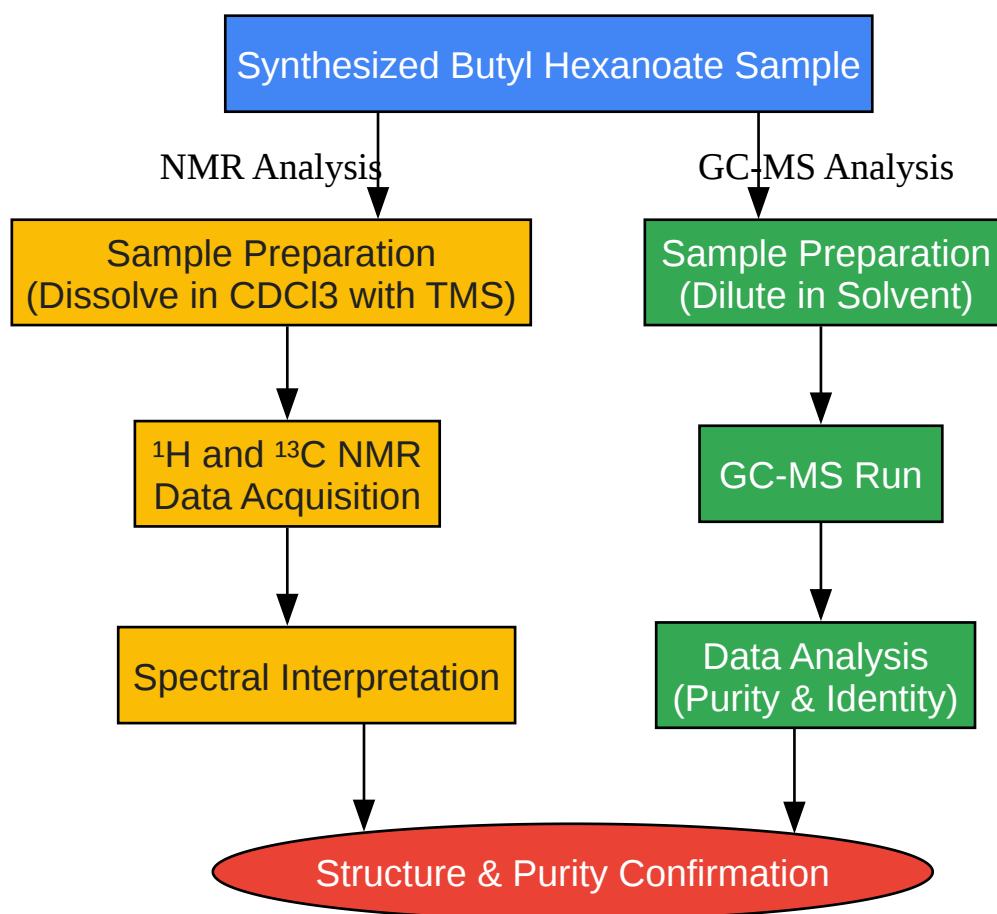 Synthesized Butyl Hexanoate Sample
NMR Analysis
GC-MS Analysis
Sample Preparation
(Dissolve in CDCl3 with TMS)
Sample Preparation
(Dilute in Solvent)
¹H and ¹³C NMR
Data Acquisition
GC-MS Run
Spectral Interpretation
Data Analysis
(Purity & Identity)
Structure & Purity Confirmation